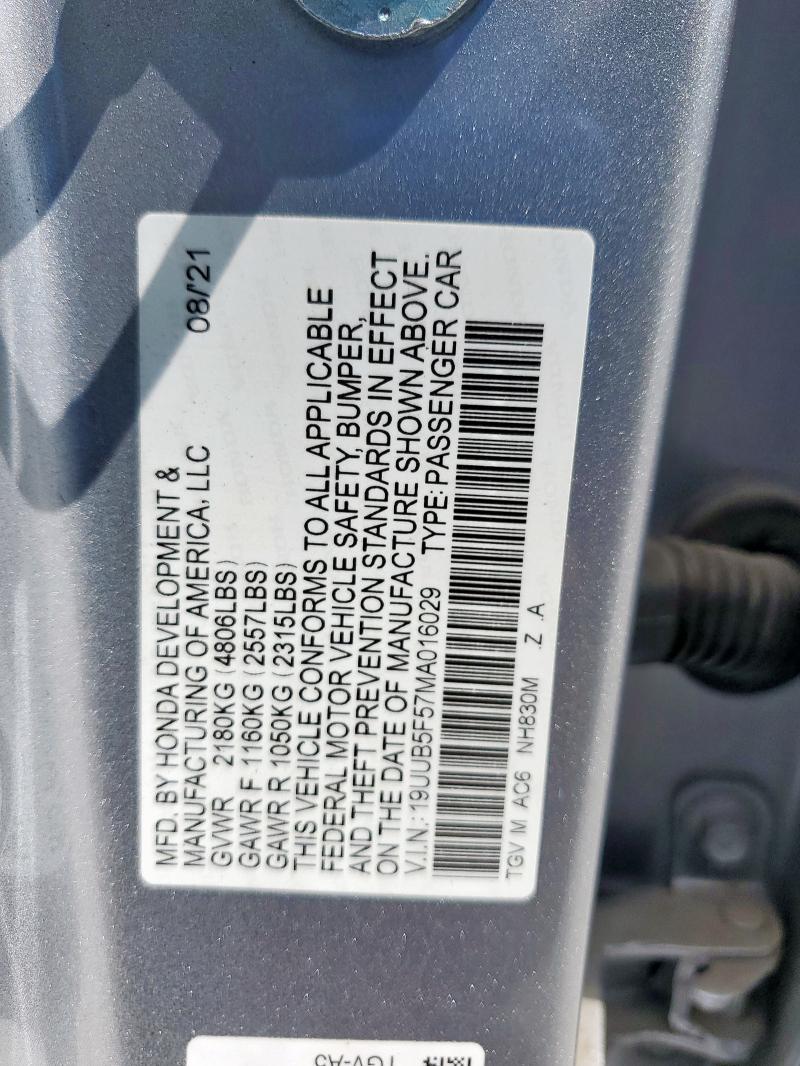 MFD. BY HONDA DEVELOPMENT &
MANUFACTURING OF AMERICA, LLC 08/'21
GVWR 2180KG (4806LBS)
GAWR F 1160KG (2557LBS)
GAWR R 1050KG (2315LBS)
THIS VEHICLE CONFORMS TO ALL APPLICABLE
FEDERAL MOTOR VEHICLE SAFETY, BUMPER,
AND THEFT PREVENTION STANDARDS IN EFFECT
ON THE DATE OF MANUFACTURE SHOWN ABOVE.
V.I.N.: 19UUB5F57MA016029 TYPE: PASSENGER CAR
TGV M AC6 NH830M .Z .A
TGV-A5